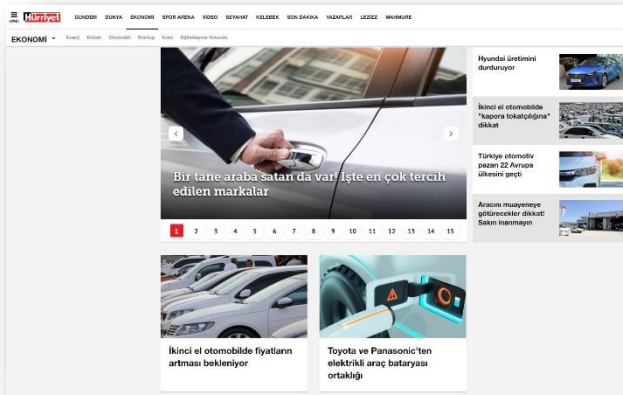 Hürriyet
GÜNDEM DÜNYA EKONOMİ SPOR ARENA VİDEO SEYAHAT KELEBEK SON DAKİKA YAZARLAR LEZİZZ MAHMURE
EKONOMİ Enerji Emlak Otomobil Startup Kobi Dijitalleşme Yolunda
Bir tane araba satan da var! İşte en çok tercih
edilen markalar
1 2 3 4 5 6 7 8 9 10 11 12 13 14 15
Hyundai üretimini
durduruyor
İkinci el otomobilde
"kapora tokatçılığına"
dikkat
Türkiye otomotiv
pazarı 22 Avrupa
ülkesini geçti
Aracını muayeneye
götürecekler dikkat!
Sakın inanmayın
İkinci el otomobilde fiyatların
artması bekleniyor
Toyota ve Panasonic'ten
elektrikli araç bataryası
ortaklığı